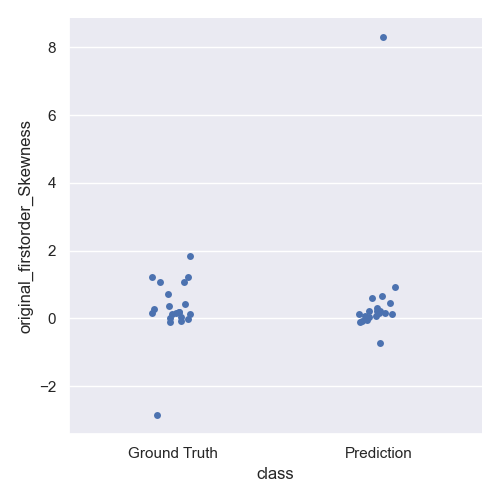 8
6
4
2
0
−2
original_firstorder_Skewness
Ground Truth
Prediction
class